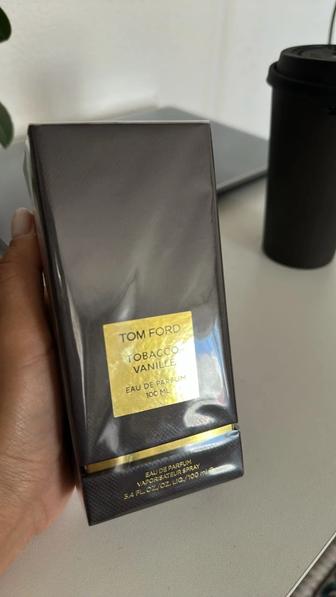 TOM FORD
TOBACCO
VANILLE
EAU DE PARFUM
100 ML
EAU DE PARFUM
VAPORISATEUR SPRAY
3.4 FL.OZ./OZ. LIQ./100 ml